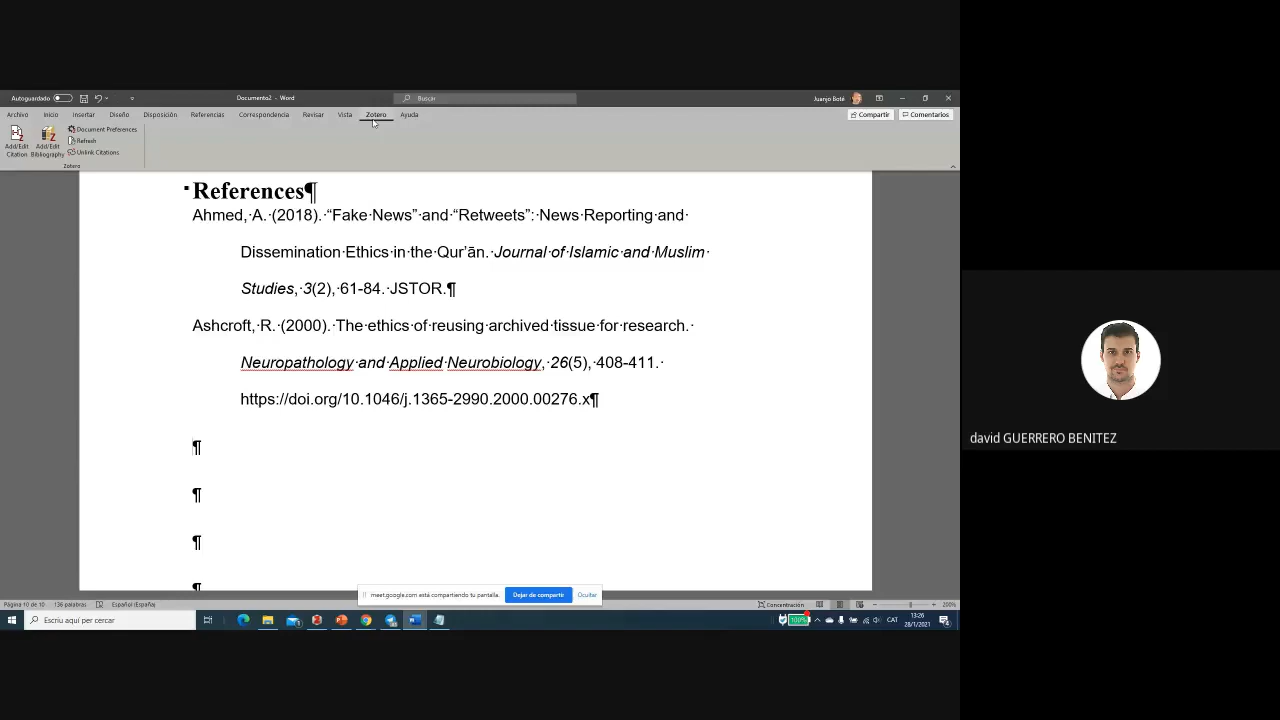 Autoguardado
Documento2 - Word
Buscar
Juanjo Boté
Archivo Inicio Insertar Diseño Disposición Referencias Correspondencia Revisar Vista Zotero Ayuda
Compartir Comentarios
Add/Edit Citation
Add/Edit Bibliography
Document Preferences
Refresh
Unlink Citations
Zotero
References¶
Ahmed,·A.·(2018).·“Fake·News”·and·“Retweets”:·News·Reporting·and·
Dissemination·Ethics·in·the·Qur’ān.·Journal·of·Islamic·and·Muslim·
Studies,·3(2),·61-84.·JSTOR.¶
Ashcroft,·R.·(2000).·The·ethics·of·reusing·archived·tissue·for·research.·
Neuropathology·and·Applied·Neurobiology,·26(5),·408-411.·
https://doi.org/10.1046/j.1365-2990.2000.00276.x¶
¶
¶
¶
¶
david GUERRERO BENITEZ
meet.google.com está compartiendo tu pantalla.
Dejar de compartir
Ocultar
Página 10 de 10 136 palabras Español (España)
Concentración
200%
Escriu aquí per cercar
100%
CAT
13:26
28/1/2021